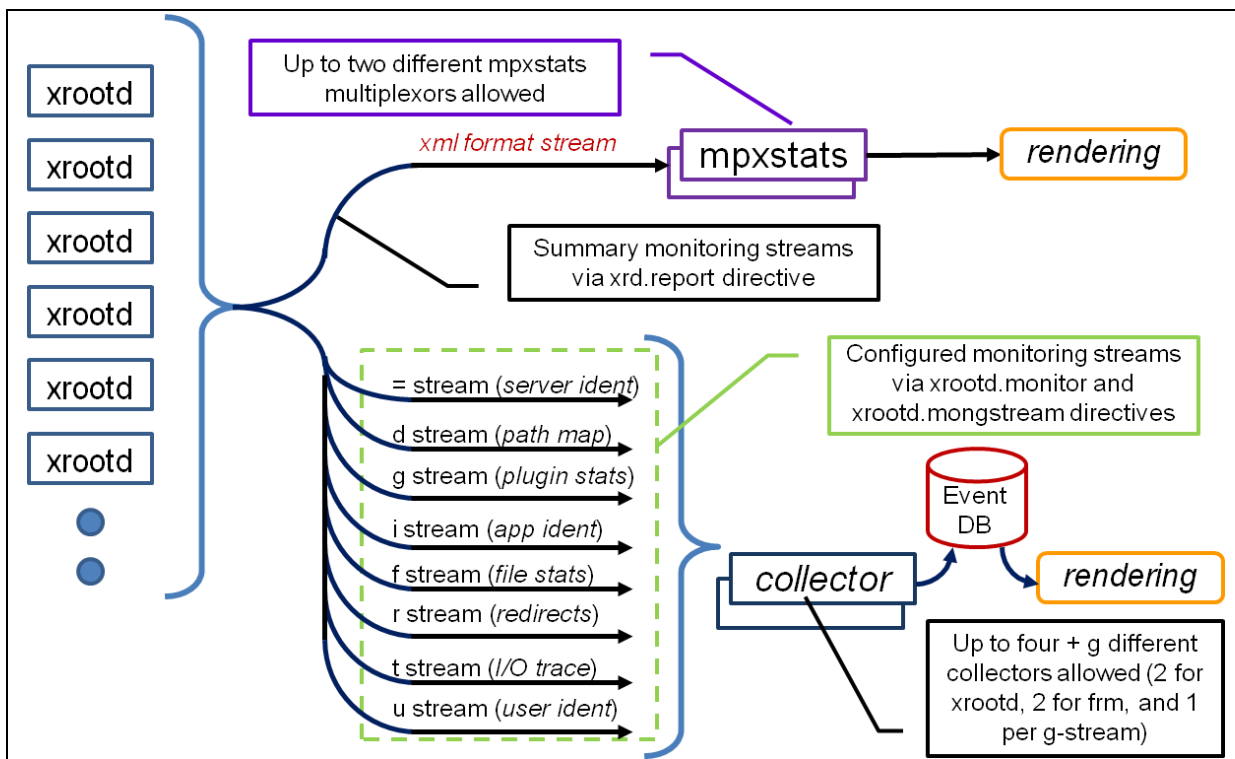 xrootd
xrootd
xrootd
xrootd
xrootd
xrootd
Up to two different mpxstats
multiplexors allowed
xml format stream
mpxstats
rendering
Summary monitoring streams
via xrd.report directive
= stream (server ident)
d stream (path map)
g stream (plugin stats)
i stream (app ident)
f stream (file stats)
r stream (redirects)
t stream (I/O trace)
u stream (user ident)
Configured monitoring streams
via xrootd.monitor and
xrootd.mongstream directives
Event
DB
collector
rendering
Up to four + g different
collectors allowed (2 for
xrootd, 2 for frm, and 1
per g-stream)